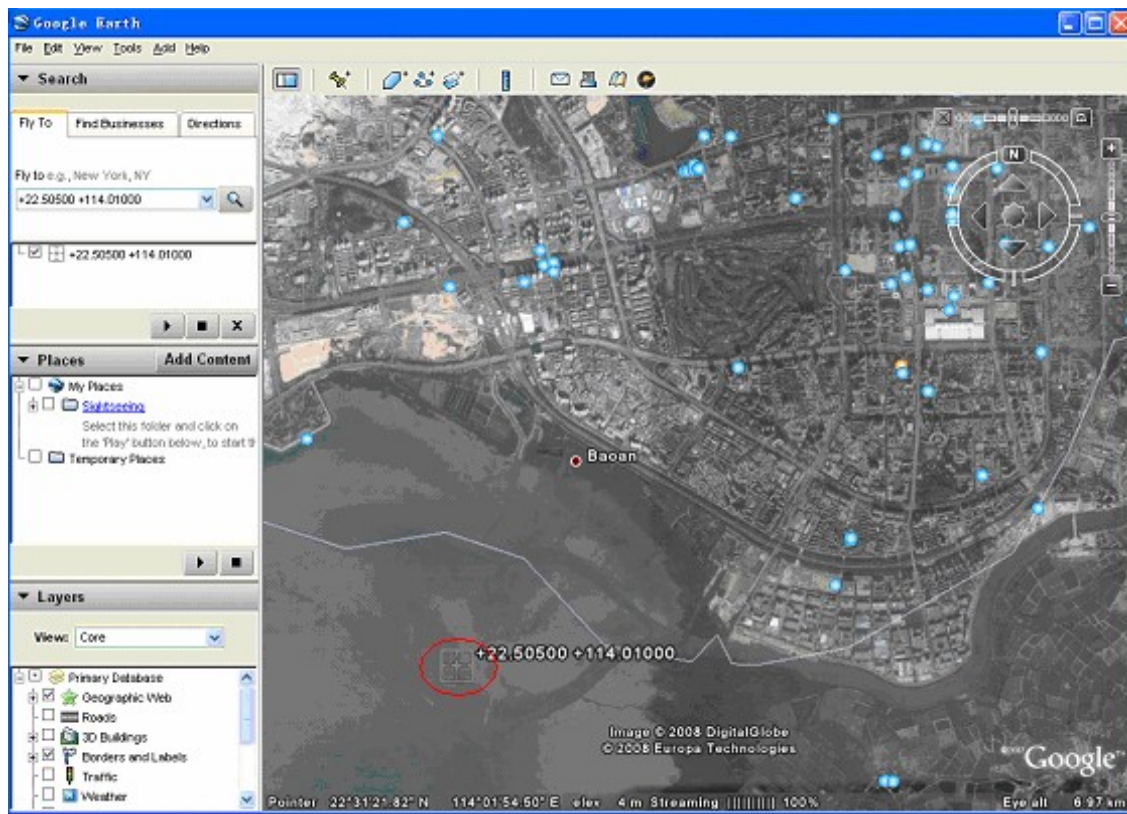 Google Earth
File Edit View Tools Add Help
Search
Fly To Find Businesses Directions
Fly to e.g., New York, NY
+22.50500 +114.01000
+22.50500 +114.01000
Places Add Content
My Places
Sightseeing
Select this folder and click on
the 'Play' button below, to start t
Temporary Places
Layers
View: Core
Primary Database
Geographic Web
Roads
3D Buildings
Borders and Labels
Traffic
Weather
N
Baoan
+22.50500 +114.01000
Image © 2008 DigitalGlobe
© 2008 Europa Technologies
Google
Pointer 22°31'21.82" N 114°01'54.50" E elev 4 m Streaming |||||||||| 100% Eye alt 6.97 km